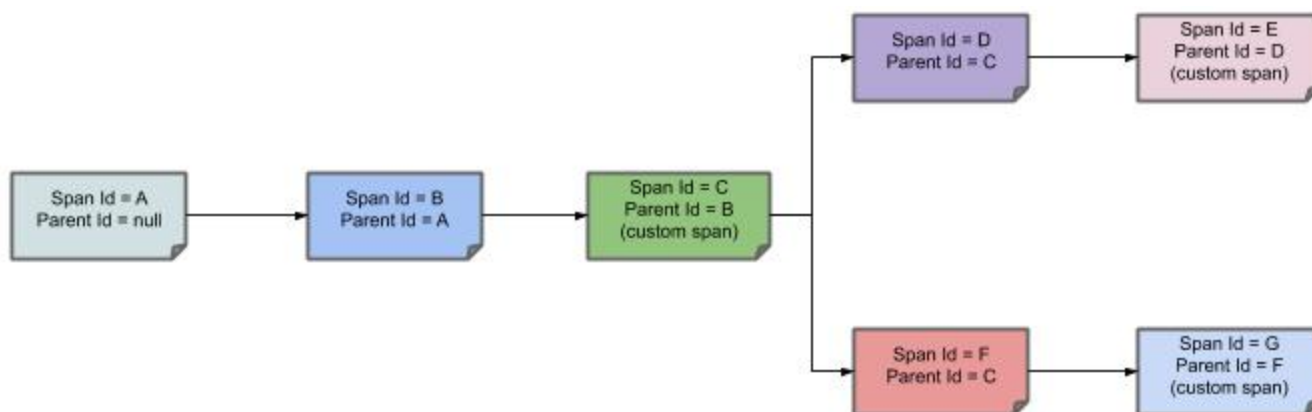 Span Id = A
Parent Id = null
Span Id = B
Parent Id = A
Span Id = C
Parent Id = B
(custom span)
Span Id = D
Parent Id = C
Span Id = E
Parent Id = D
(custom span)
Span Id = F
Parent Id = C
Span Id = G
Parent Id = F
(custom span)